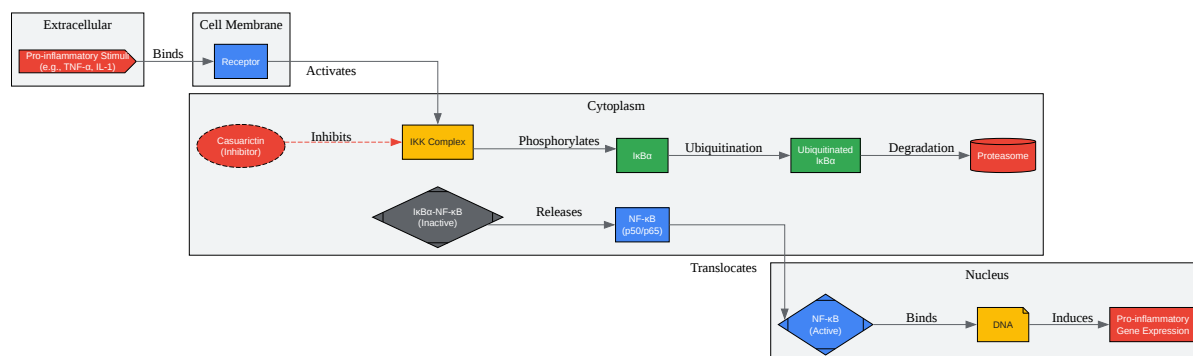 Extracellular
Cell Membrane
Pro-inflammatory Stimuli
(e.g., TNF-α, IL-1)
Binds
Receptor
Activates
Cytoplasm
Casuarictin
(Inhibitor)
Inhibits
IKK Complex
Phosphorylates
IκBα
Ubiquitination
Ubiquitinated
IκBα
Degradation
Proteasome
IκBα-NF-κB
(Inactive)
Releases
NF-κB
(p50/p65)
Translocates
Nucleus
NF-κB
(Active)
Binds
DNA
Induces
Pro-inflammatory
Gene Expression